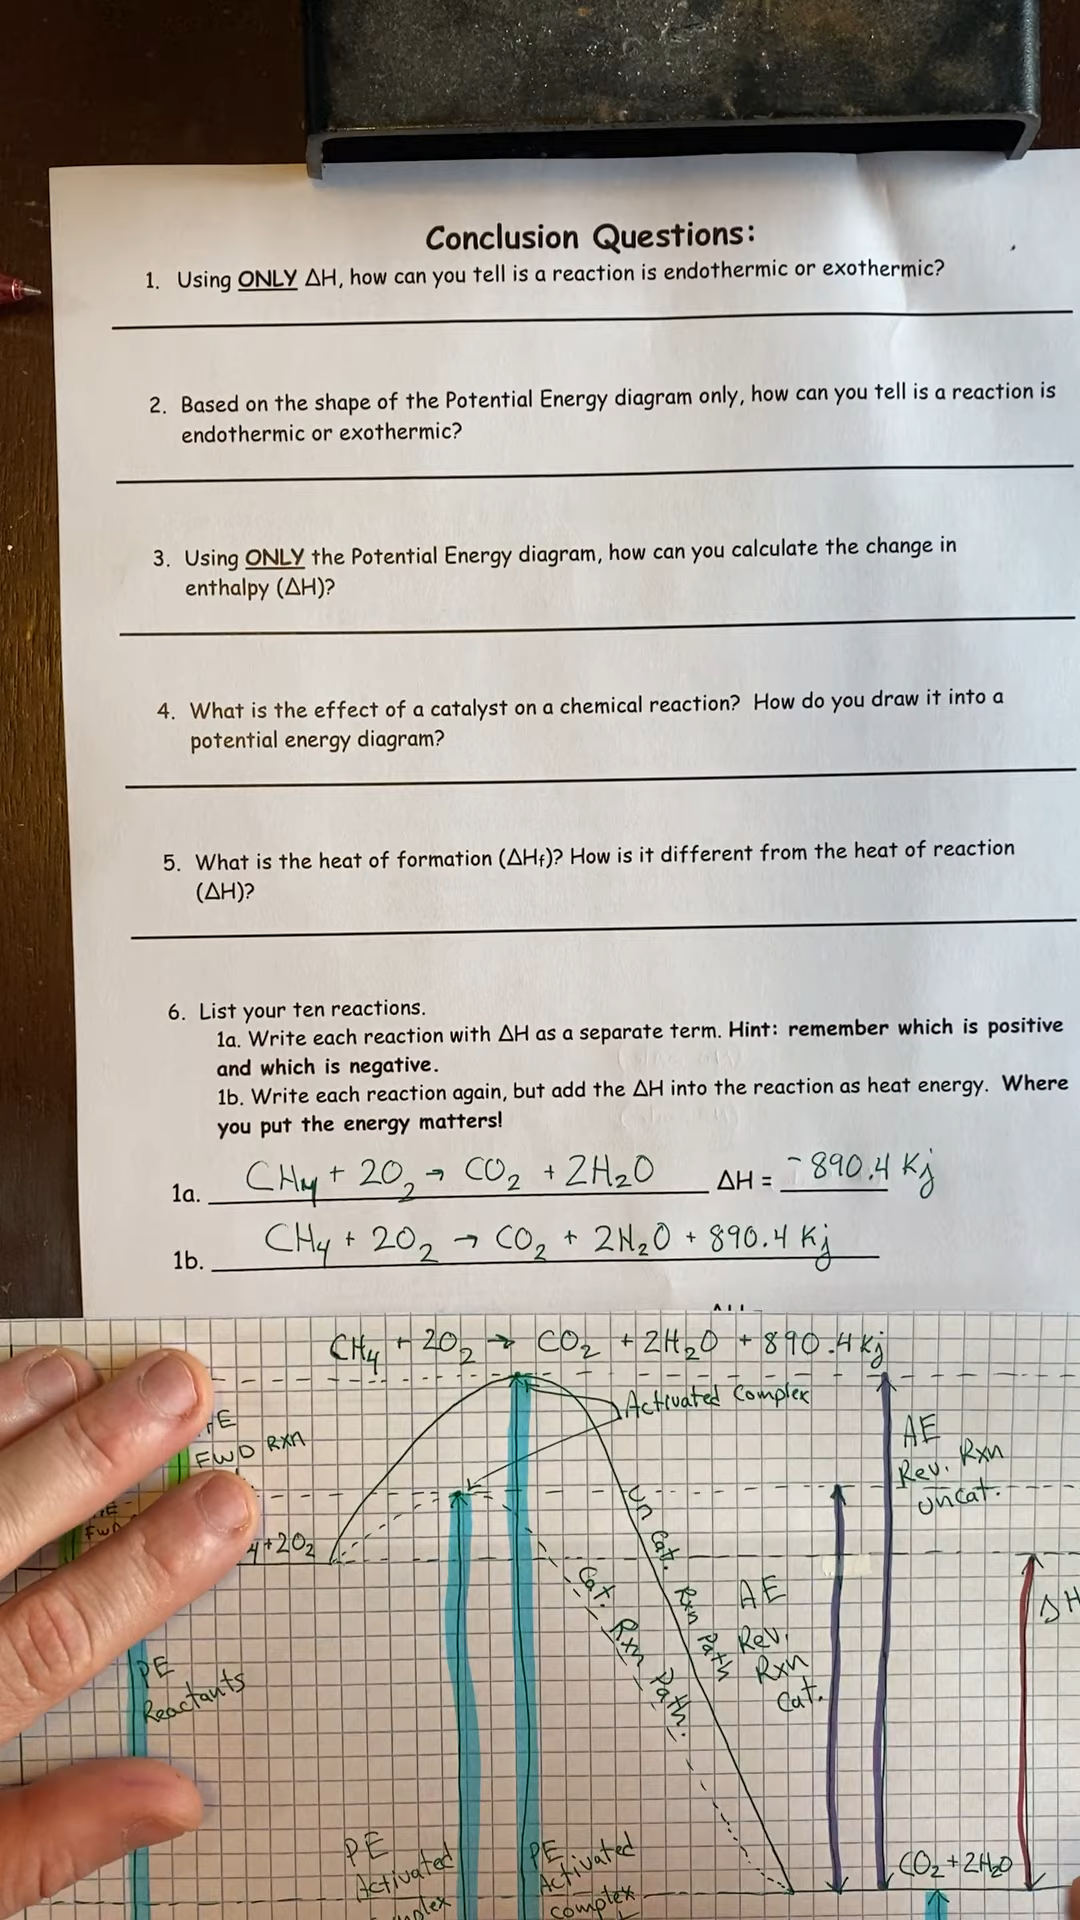 Conclusion Questions:
1. Using ONLY ΔH, how can you tell is a reaction is endothermic or exothermic?
2. Based on the shape of the Potential Energy diagram only, how can you tell is a reaction is
endothermic or exothermic?
3. Using ONLY the Potential Energy diagram, how can you calculate the change in
enthalpy (ΔH)?
4. What is the effect of a catalyst on a chemical reaction? How do you draw it into a
potential energy diagram?
5. What is the heat of formation (ΔHf)? How is it different from the heat of reaction
(ΔH)?
6. List your ten reactions.
1a. Write each reaction with ΔH as a separate term. Hint: remember which is positive
and which is negative.
1b. Write each reaction again, but add the ΔH into the reaction as heat energy. Where
you put the energy matters!
1a. CH₄ + 2O₂ → CO₂ + 2H₂O ΔH = -890.4 Kj
1b. CH₄ + 2O₂ → CO₂ + 2H₂O + 890.4 Kj
CH₄ + 2O₂ → CO₂ + 2H₂O + 890.4 Kj
Activated Complex
FWD Rxn
AE
Rev. Rxn
uncat.
+2O₂
Un Cat. Rxn Path
Cat. Rxn Path.
AE
Rev.
Rxn
Cat.
ΔH
PE
Reactants
PE
Activated
PE
Activated
complex
CO₂ + 2H₂O